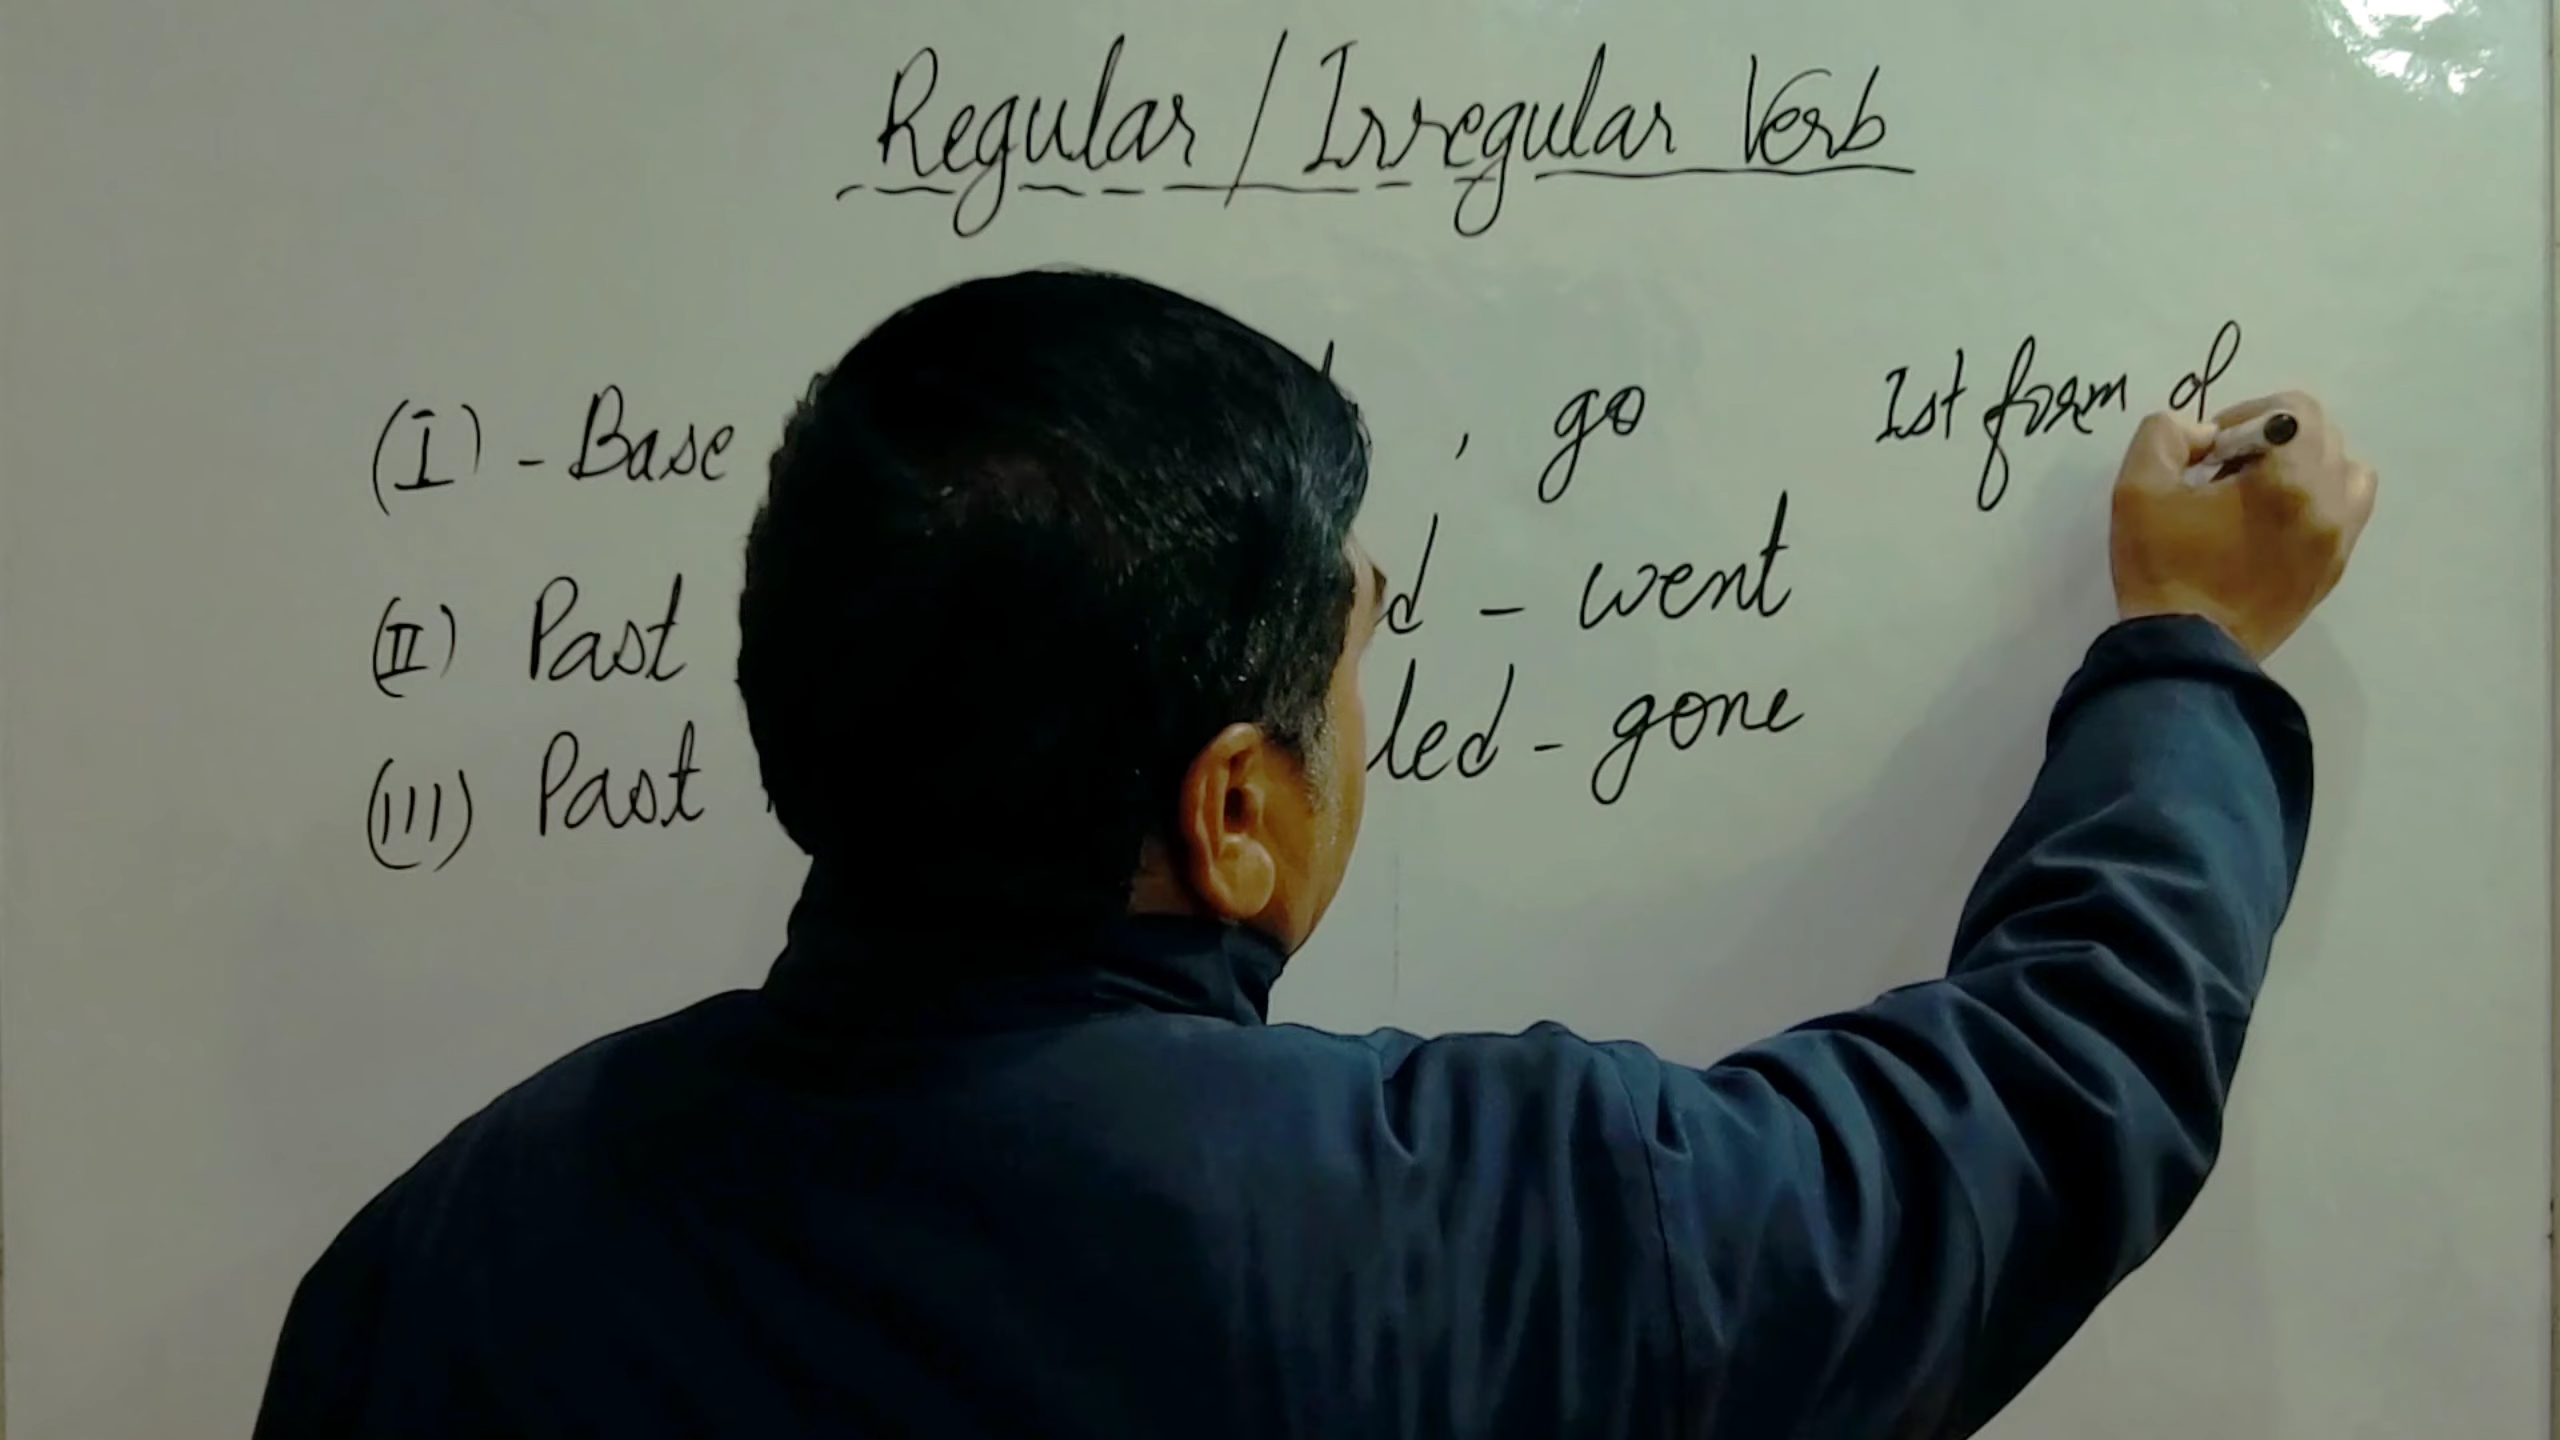 Regular / Irregular Verb
(I) - Base , go 1st form of
(II) Past d - went
(III) Past led - gone